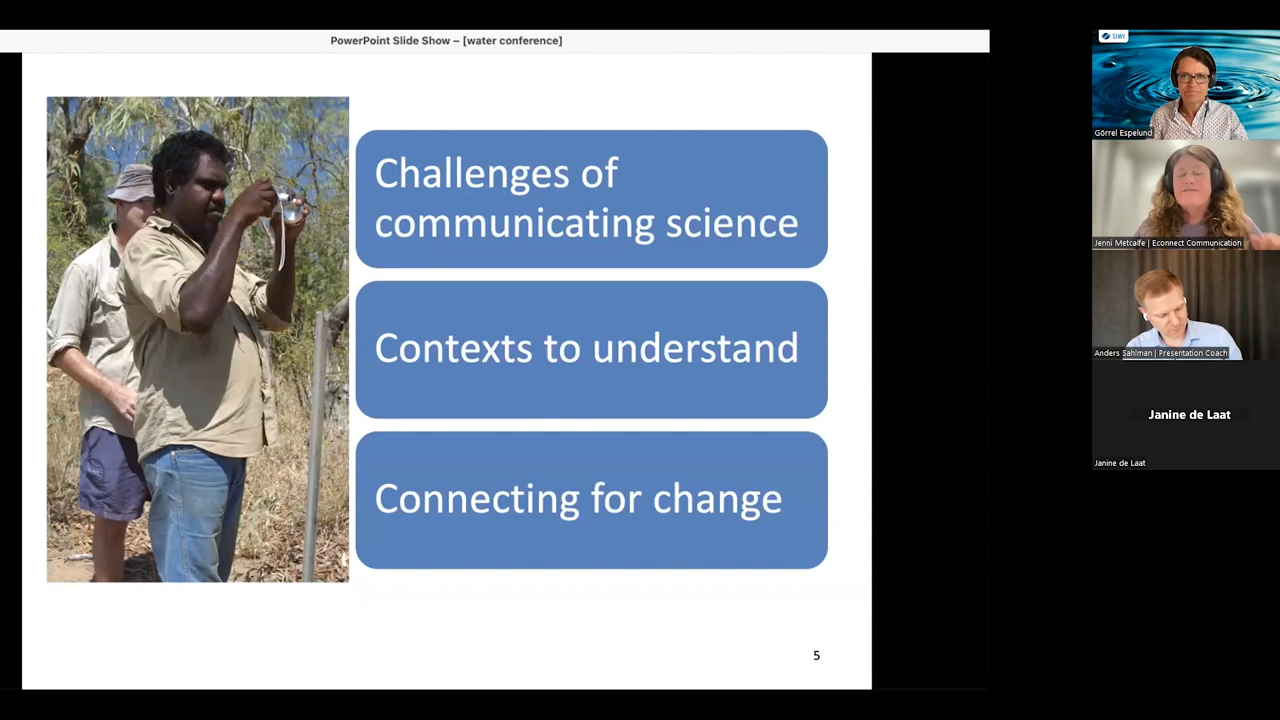 PowerPoint Slide Show – [water conference]
Challenges of
communicating science
Contexts to understand
Connecting for change
5
SIWI
Görrel Espelund
Jenni Metcalfe | Econnect Communication
Anders Sahlman | Presentation Coach
Janine de Laat
Janine de Laat